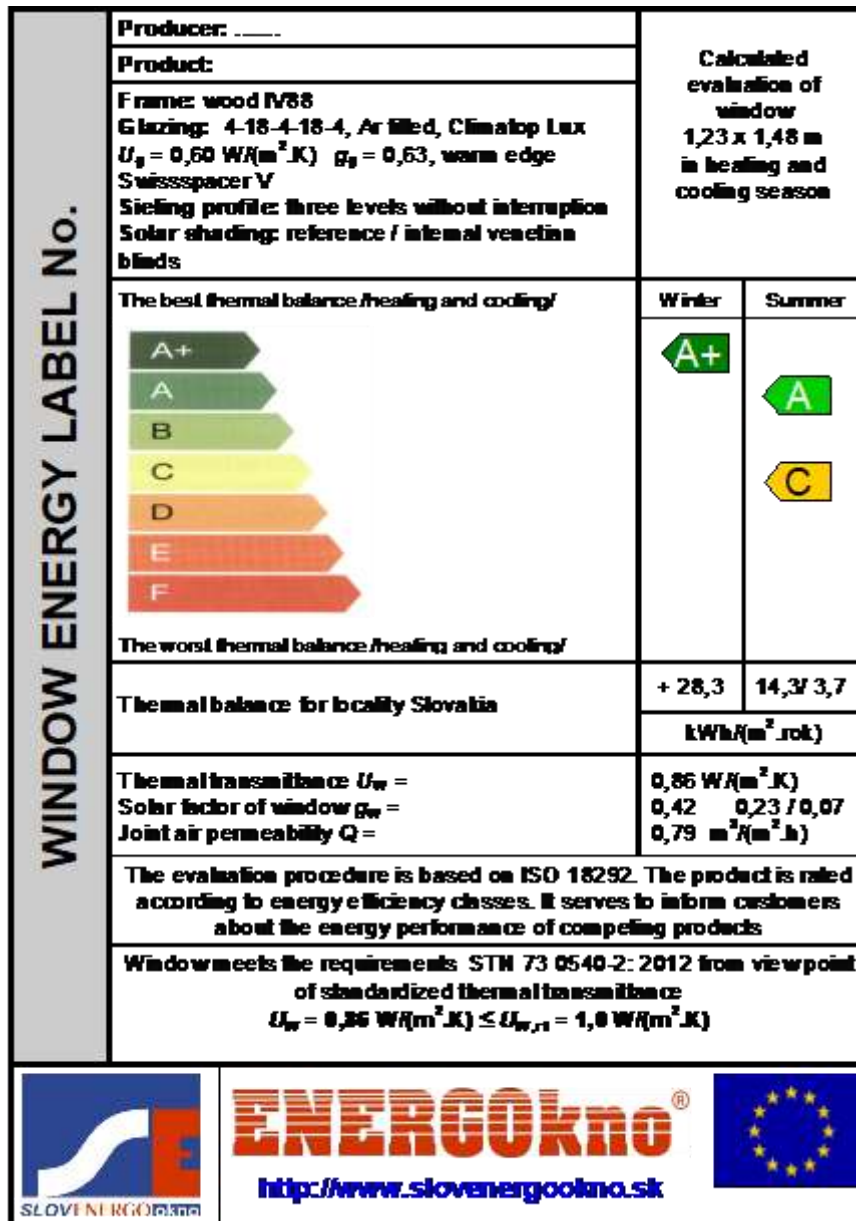 WINDOW ENERGY LABEL No.
Producer: ......
Product:
Frame: wood IV88
Glazing: 4-18-4-18-4, Ar filled, Climatop Lux
Ug = 0,60 W/(m².K) gg = 0,63, warm edge
Swissspacer V
Sieling profile: three levels without interruption
Solar shading: reference / internal venetian
blinds
Calculated
evaluation of
window
1,23 x 1,48 m
in heating and
cooling season
The best thermal balance /heating and cooling/
Winter
Summer
A+
A
B
C
D
E
F
A+
A
C
The worst thermal balance /heating and cooling/
Thermal balance for locality Slovakia
+ 28,3
14,3/ 3,7
kWh/(m².rok)
Thermal transmittance Uw =
0,86 W/(m².K)
Solar factor of window gw =
0,42 0,23 / 0,07
Joint air permeability Q =
0,79 m³/(m².h)
The evaluation procedure is based on ISO 18292. The product is rated
according to energy efficiency classes. It serves to inform customers
about the energy performance of competing products
Window meets the requirements STN 73 0540-2: 2012 from view point
of standardized thermal transmittance
Uw = 0,86 W/(m².K) ≤ Uw,r1 = 1,0 W/(m².K)
SE
SLOVENERGOokno
ENERGOkno®
http://www.slovenergookno.sk